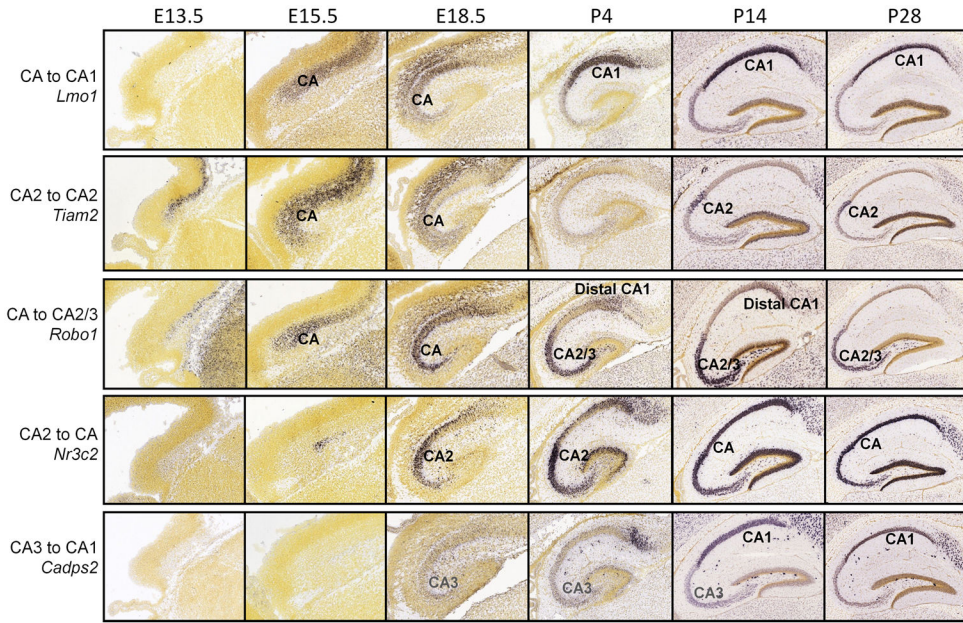 E13.5 E15.5 E18.5 P4 P14 P28
CA to CA1
Lmo1
CA CA CA1 CA1 CA1
CA2 to CA2
Tiam2
CA CA CA2 CA2
CA to CA2/3
Robo1
Distal CA1 Distal CA1
CA CA CA2/3 CA2/3 CA2/3
CA2 to CA
Nr3c2
CA2 CA2 CA CA
CA3 to CA1
Cadps2
CA1 CA1
CA3 CA3 CA3